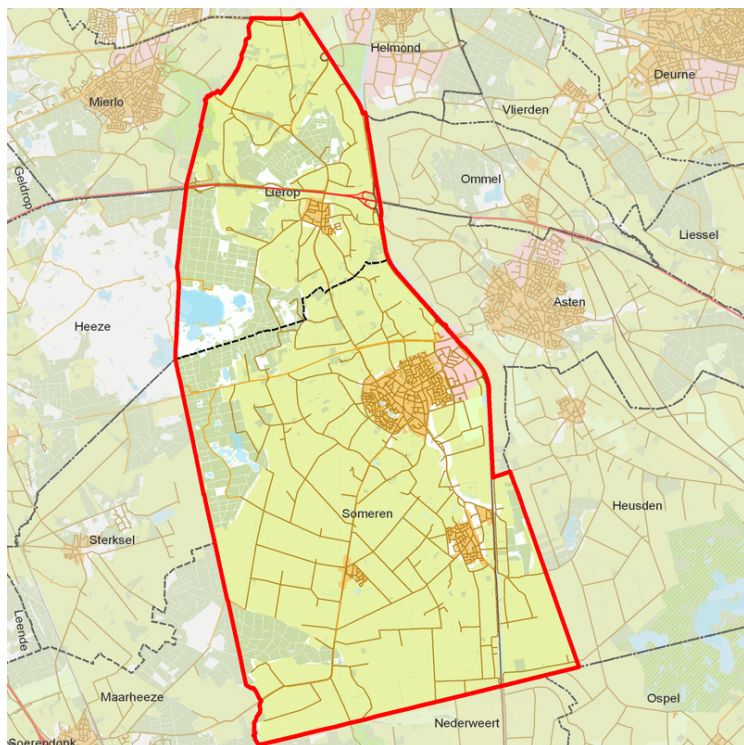 Helmond
Deurne
Mierlo
Vlierden
Geldrop
Ommel
Lierop
Liessel
Asten
Heeze
Someren
Heusden
Sterksel
Leende
Maarheeze
Ospel
Nederweert
Soerendonk